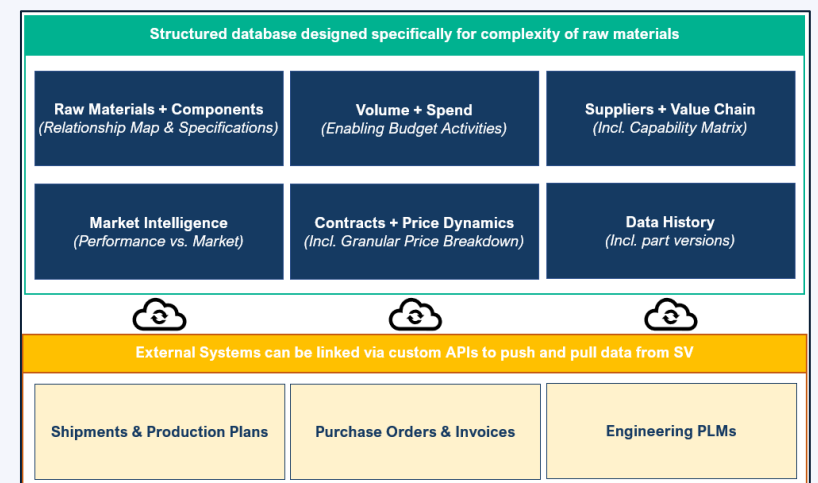 Structured database designed specifically for complexity of raw materials
Raw Materials + Components
(Relationship Map & Specifications)
Volume + Spend
(Enabling Budget Activities)
Suppliers + Value Chain
(Incl. Capability Matrix)
Market Intelligence
(Performance vs. Market)
Contracts + Price Dynamics
(Incl. Granular Price Breakdown)
Data History
(Incl. part versions)
External Systems can be linked via custom APIs to push and pull data from SV
Shipments & Production Plans
Purchase Orders & Invoices
Engineering PLMs